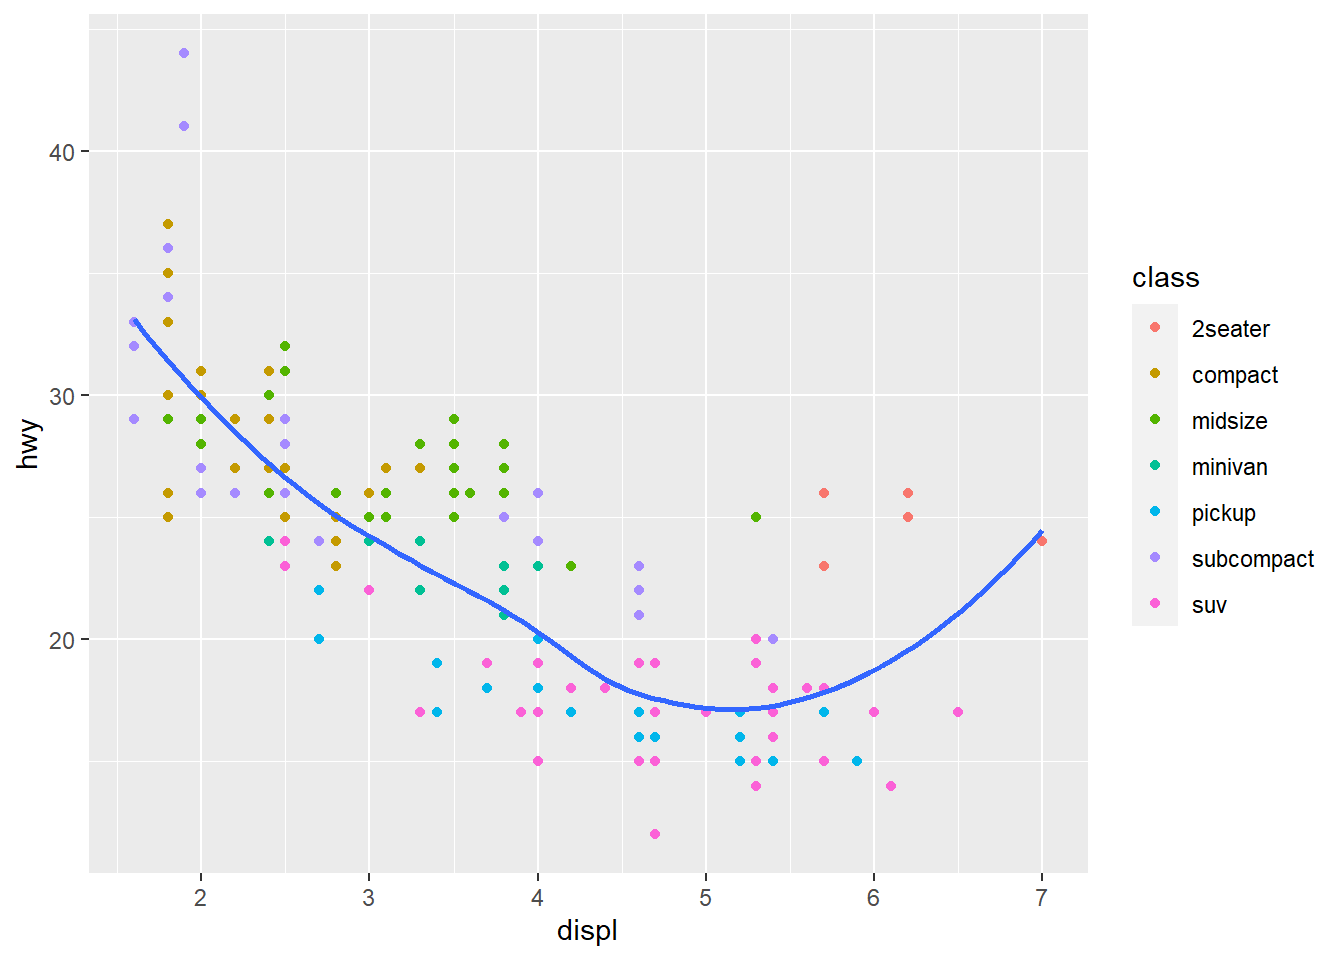 40
30
20
hwy
2
3
4
5
6
7
displ
class
2seater
compact
midsize
minivan
pickup
subcompact
suv